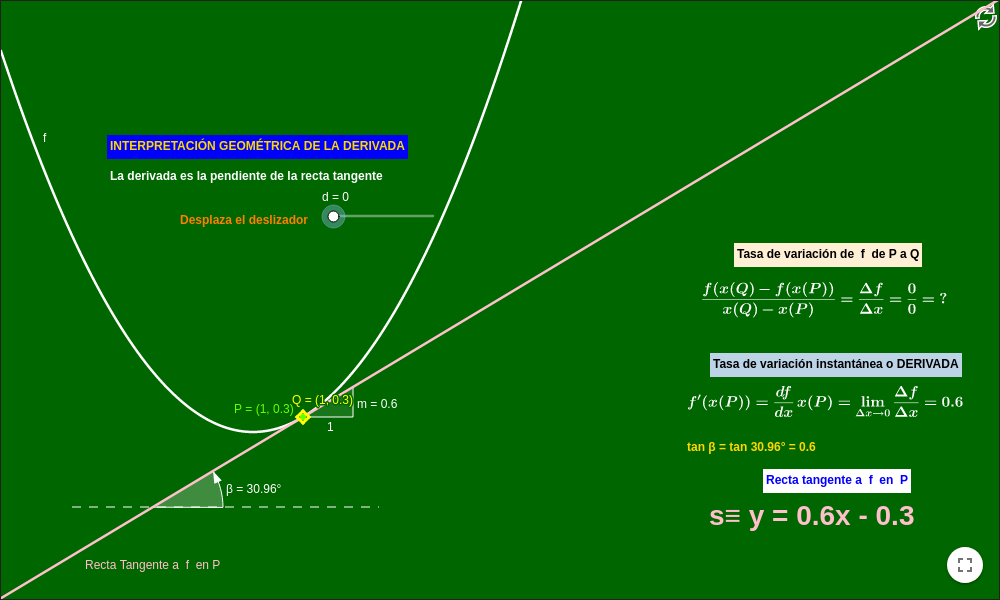 f
INTERPRETACIÓN GEOMÉTRICA DE LA DERIVADA
La derivada es la pendiente de la recta tangente
d = 0
Desplaza el deslizador
Tasa de variación de f de P a Q
f(x(Q) − f(x(P)) / x(Q) − x(P) = Δf / Δx = 0 / 0 = ?
Tasa de variación instantánea o DERIVADA
f′(x(P)) = df / dx x(P) = lim Δx→0 Δf / Δx = 0.6
P = (1, 0.3)
Q = (1, 0.3)
m = 0.6
1
tan β = tan 30.96° = 0.6
Recta tangente a f en P
β = 30.96°
s≡ y = 0.6x - 0.3
Recta Tangente a f en P